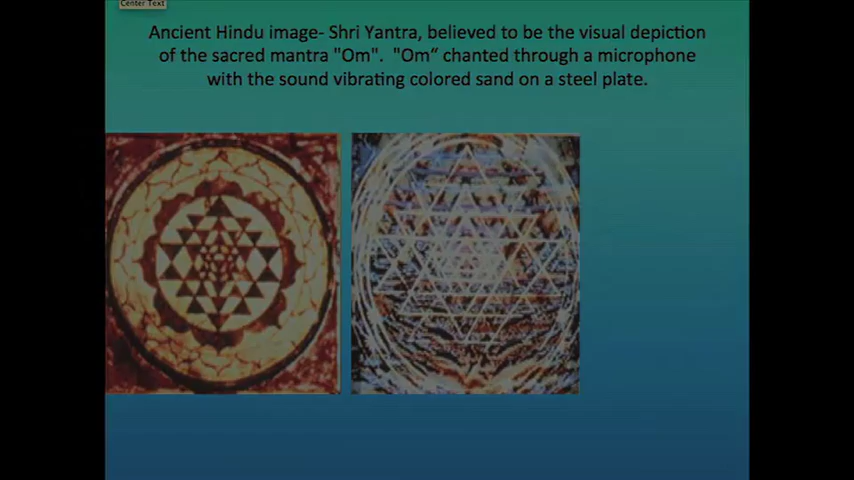 Center Text
Ancient Hindu image- Shri Yantra, believed to be the visual depiction
of the sacred mantra "Om".  "Om“ chanted through a microphone
with the sound vibrating colored sand on a steel plate.